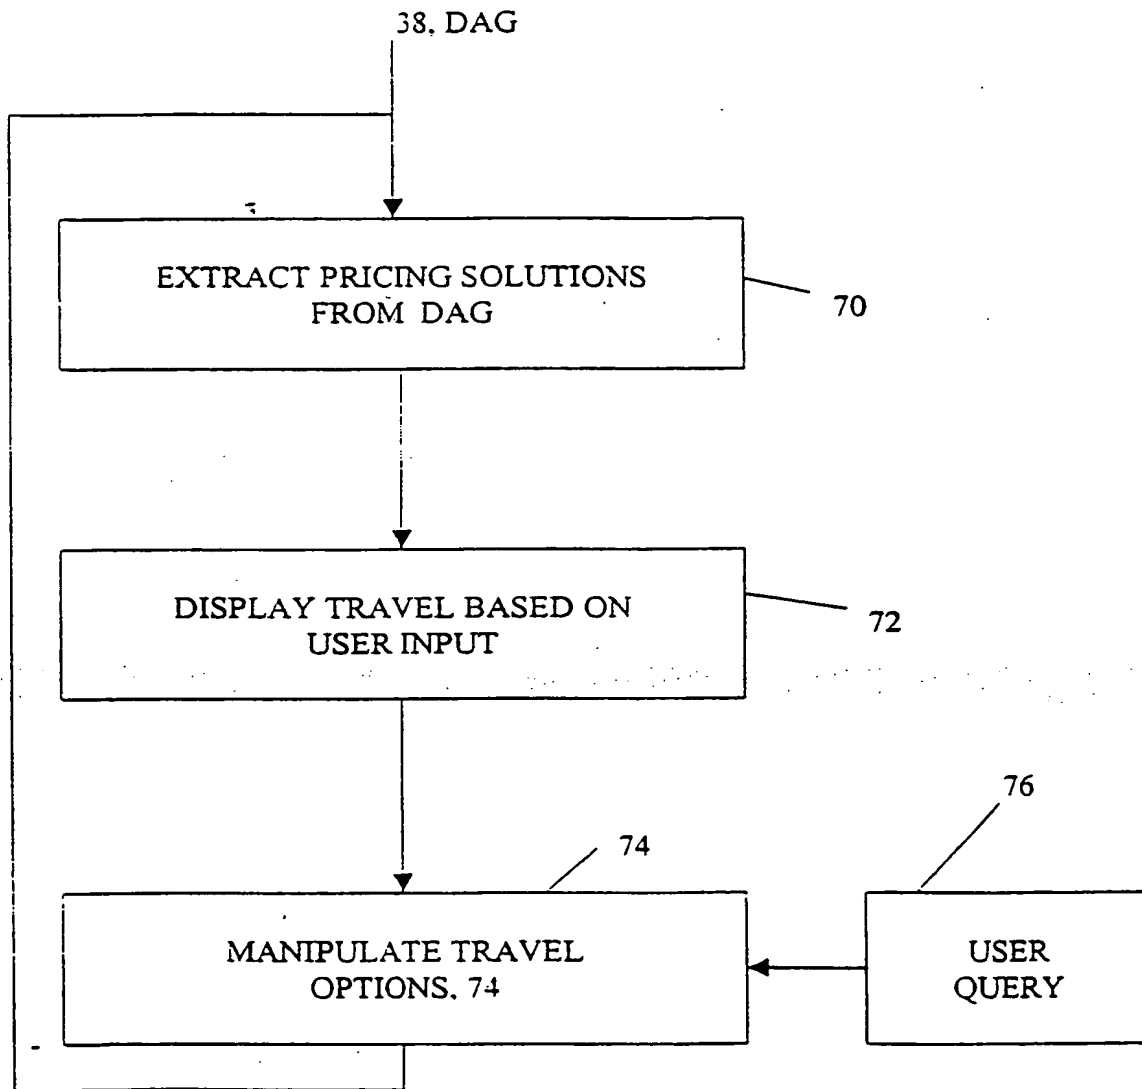 38, DAG
EXTRACT PRICING SOLUTIONS
FROM DAG
70
DISPLAY TRAVEL BASED ON
USER INPUT
72
76
74
MANIPULATE TRAVEL
OPTIONS, 74
USER
QUERY